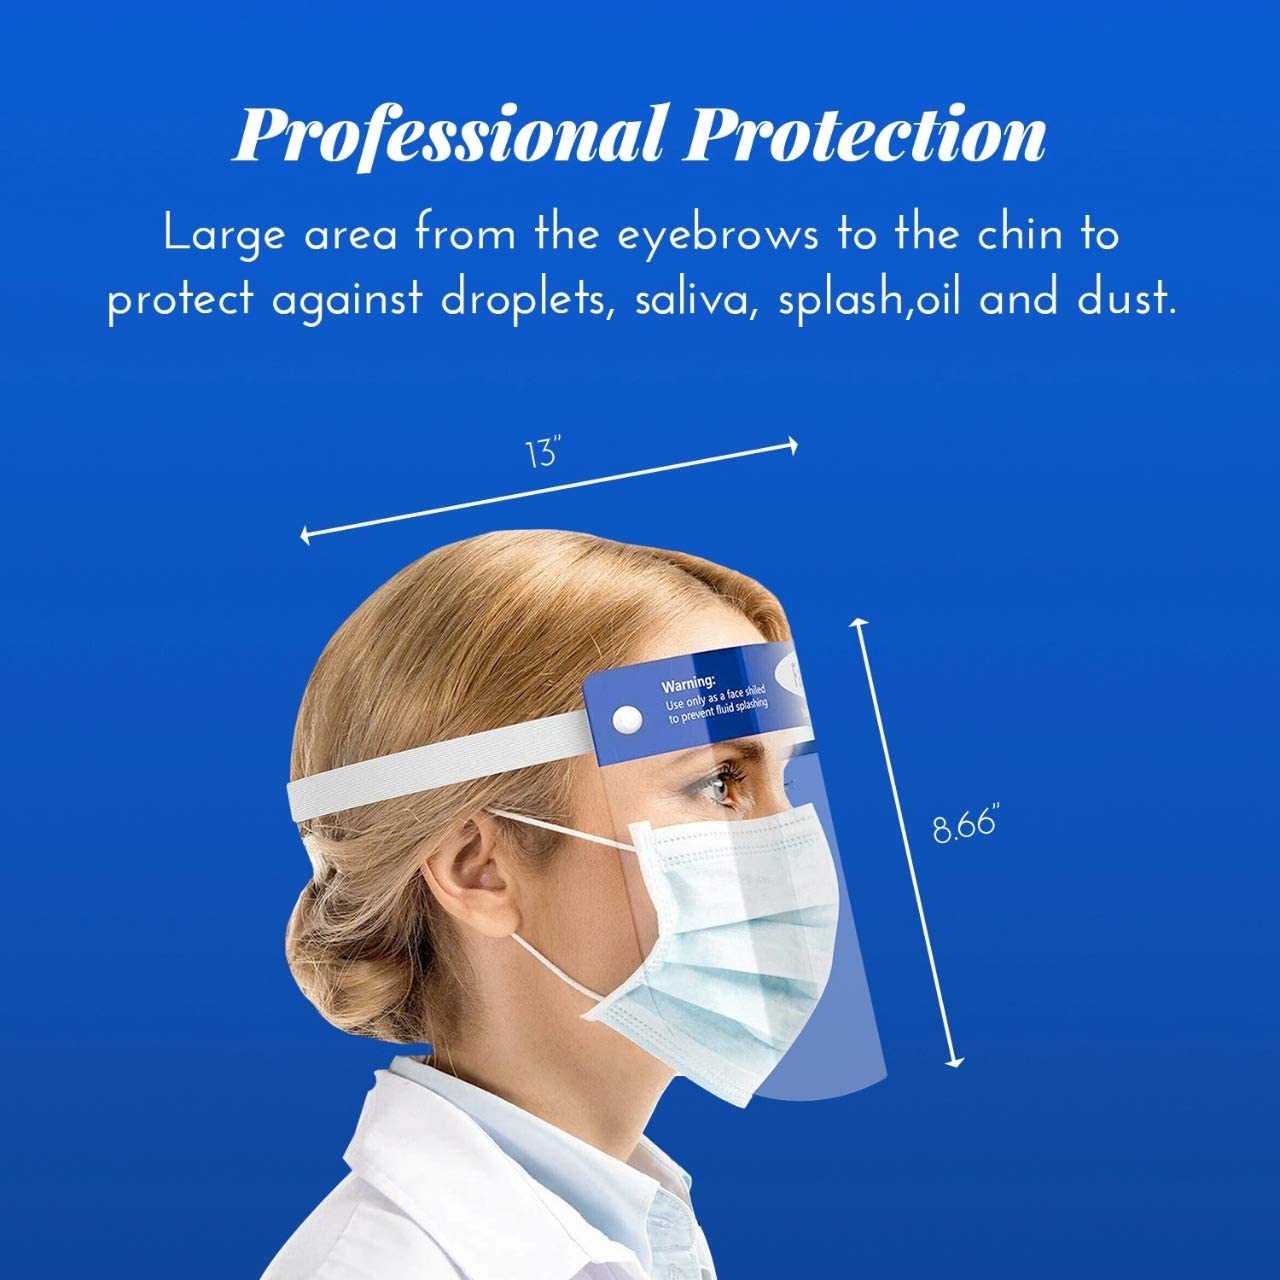 Professional Protection
Large area from the eyebrows to the chin to
protect against droplets, saliva, splash,oil and dust.
13"
Warning:
Use only as a face shiled
to prevent fluid splashing
8.66"